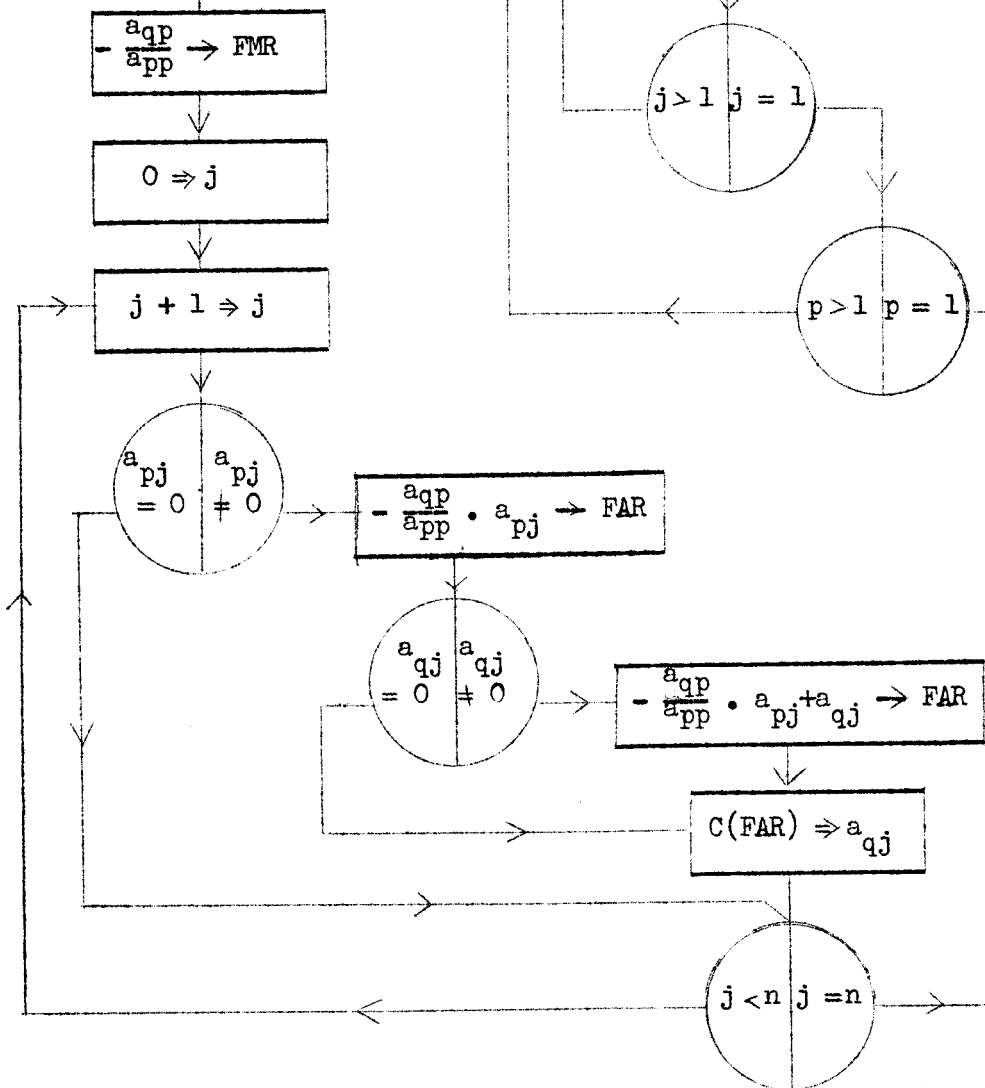 - a_qp/a_pp → FMR
0 ⇒ j
j + 1 ⇒ j
a_pj = 0
a_pj ≠ 0
- a_qp/a_pp · a_pj → FAR
a_qj = 0
a_qj ≠ 0
- a_qp/a_pp · a_pj+a_qj → FAR
C(FAR) ⇒ a_qj
j < n
j = n
j > 1
j = 1
p > 1
p = 1